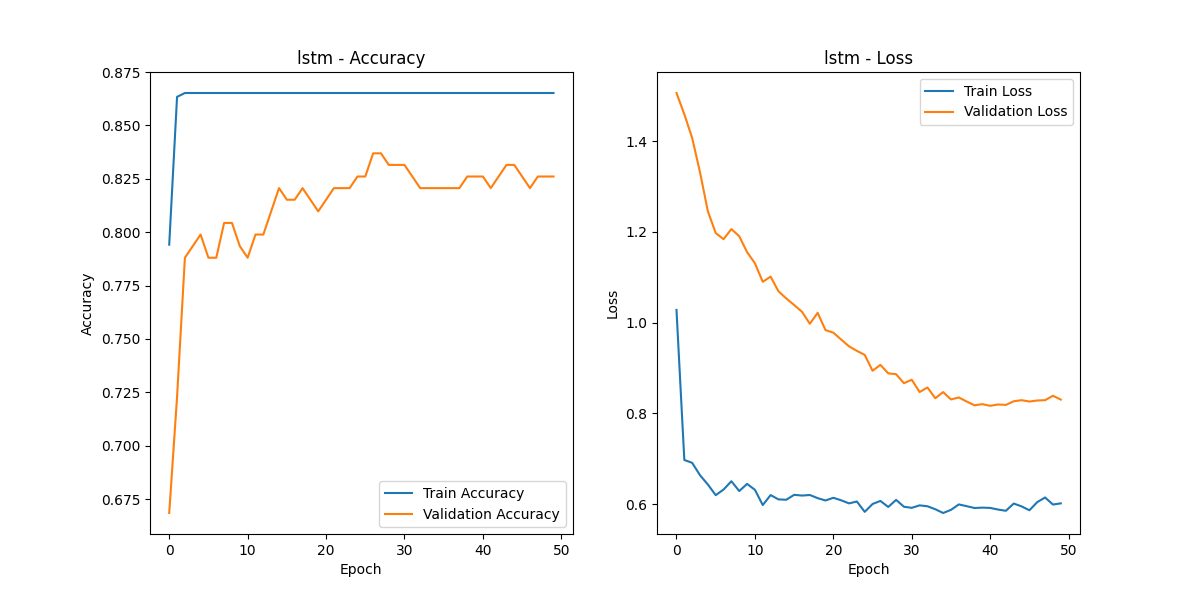 lstm - Accuracy
0.875
0.850
0.825
0.800
0.775
0.750
0.725
0.700
0.675
Accuracy
0 10 20 30 40 50
Epoch
Train Accuracy
Validation Accuracy
lstm - Loss
1.4
1.2
1.0
0.8
0.6
Loss
0 10 20 30 40 50
Epoch
Train Loss
Validation Loss